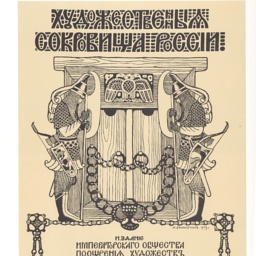 ХУДОЖЕСТВЕННЫЯ
СОКРОВИЩА РОССІИ
ИЗДАНІЕ
ИМПЕРАТОРСКАГО ОБЩЕСТВА
ПООЩРЕНІЯ ХУДОЖЕСТВЪ